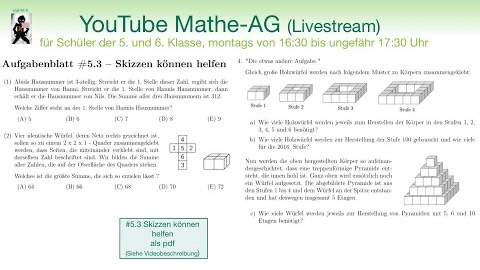 YouTube Mathe-AG (Livestream)
für Schüler der 5. und 6. Klasse, montags von 16:30 bis ungefähr 17:30 Uhr
Aufgabenblatt #5.3 – Skizzen können helfen
(1) Abids Hausnummer ist 3-stellig. Streicht er die 1. Stelle dieser Zahl, ergibt sich die
Hausnummer von Hanni. Streicht er die 1. Stelle von Hannis Hausnummer, dann
erhält er die Hausnummer von Nils. Die Summe aller drei Hausnummern ist 312.
Welche Ziffer steht an der 1. Stelle von Hannis Hausnummer?
(A) 5 (B) 6 (C) 7 (D) 8 (E) 9
(2) Vier identische Würfel, deren Netz rechts gezeichnet ist,
sollen so zu einem 2 x 2 x 1 - Quader zusammengeklebt
werden, dass Seiten, die miteinander verklebt sind, mit
derselben Zahl beschriftet sind. Wir bilden die Summe
aller Zahlen, die auf der Oberfläche des Quaders stehen.
4
1 5 2
6
3
Welches ist die größte Summe, die sich so erzielen lässt ?
(A) 64 (B) 66 (C) 68 (D) 70 (E) 72
#5.3 Skizzen können
helfen
als pdf
(Siehe Videobeschreibung)
4. "Die etwas andere Aufgabe."
Gleich große Holzwürfel werden nach folgendem Muster zu Körpern zusammengeklebt:
Stufe 1 Stufe 2 Stufe 3 Stufe 4
a) Wie viele Holzwürfel werden jeweils zum Herstellen der Körper in den Stufen 1, 2,
3, 4, 5 und 6 benötigt?
b) Wie viele Holzwürfel werden zur Herstellung der Stufe 100 gebraucht und wie viele
für die 2016. Stufe?
Nun werden die oben hergestellten Körper so aufeinan-
dergeschichtet, dass eine treppenförmige Pyramide ent-
steht, die innen hohl ist. Ganz oben wird zusätzlich noch
ein Würfel aufgesetzt. Die abgebildete Pyramide ist aus
den Stufen 1 bis 4 und dem Würfel an der Spitze entstan-
den und hat deswegen insgesamt 5 Etagen.
c) Wie viele Würfel werden jeweils zur Herstellung von Pyramiden mit 5, 6 und 10
Etagen benötigt?